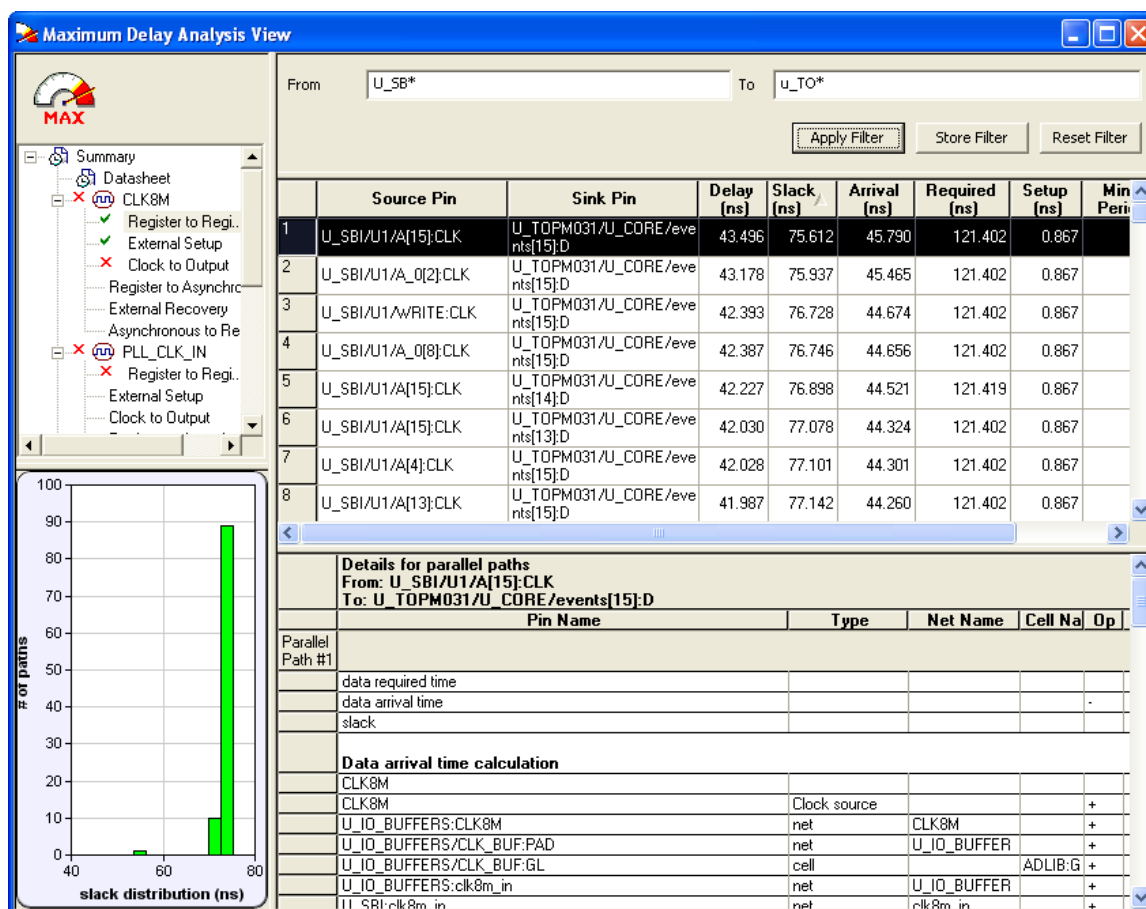 Maximum Delay Analysis View
MAX
From U_SB* To u_TO*
Apply Filter Store Filter Reset Filter
Summary
Datasheet
CLK8M
Register to Regi..
External Setup
Clock to Output
Register to Asynchro
External Recovery
Asynchronous to Re
PLL_CLK_IN
Register to Regi..
External Setup
Clock to Output
Source Pin Sink Pin Delay (ns) Slack (ns) Arrival (ns) Required (ns) Setup (ns) Min Peri
1 U_SBI/U1/A[15]:CLK U_TOPM031/U_CORE/events[15]:D 43.496 75.612 45.790 121.402 0.867
2 U_SBI/U1/A_0[2]:CLK U_TOPM031/U_CORE/events[15]:D 43.178 75.937 45.465 121.402 0.867
3 U_SBI/U1/WRITE:CLK U_TOPM031/U_CORE/events[15]:D 42.393 76.728 44.674 121.402 0.867
4 U_SBI/U1/A_0[8]:CLK U_TOPM031/U_CORE/events[15]:D 42.387 76.746 44.656 121.402 0.867
5 U_SBI/U1/A[15]:CLK U_TOPM031/U_CORE/events[14]:D 42.227 76.898 44.521 121.419 0.867
6 U_SBI/U1/A[15]:CLK U_TOPM031/U_CORE/events[13]:D 42.030 77.078 44.324 121.402 0.867
7 U_SBI/U1/A[4]:CLK U_TOPM031/U_CORE/events[15]:D 42.028 77.101 44.301 121.402 0.867
8 U_SBI/U1/A[13]:CLK U_TOPM031/U_CORE/events[15]:D 41.987 77.142 44.260 121.402 0.867
# of paths
100
90
80
70
60
50
40
30
20
10
0
40 60 80
slack distribution (ns)
Details for parallel paths
From: U_SBI/U1/A[15]:CLK
To: U_TOPM031/U_CORE/events[15]:D
Pin Name Type Net Name Cell Na Op
Parallel
Path #1
data required time
data arrival time -
slack
Data arrival time calculation
CLK8M
CLK8M Clock source +
U_IO_BUFFERS:CLK8M net CLK8M +
U_IO_BUFFERS/CLK_BUF:PAD net U_IO_BUFFER +
U_IO_BUFFERS/CLK_BUF:GL cell ADLIB:G +
U_IO_BUFFERS:clk8m_in net U_IO_BUFFER +
U_SBI:clk8m_in net clk8m_in +